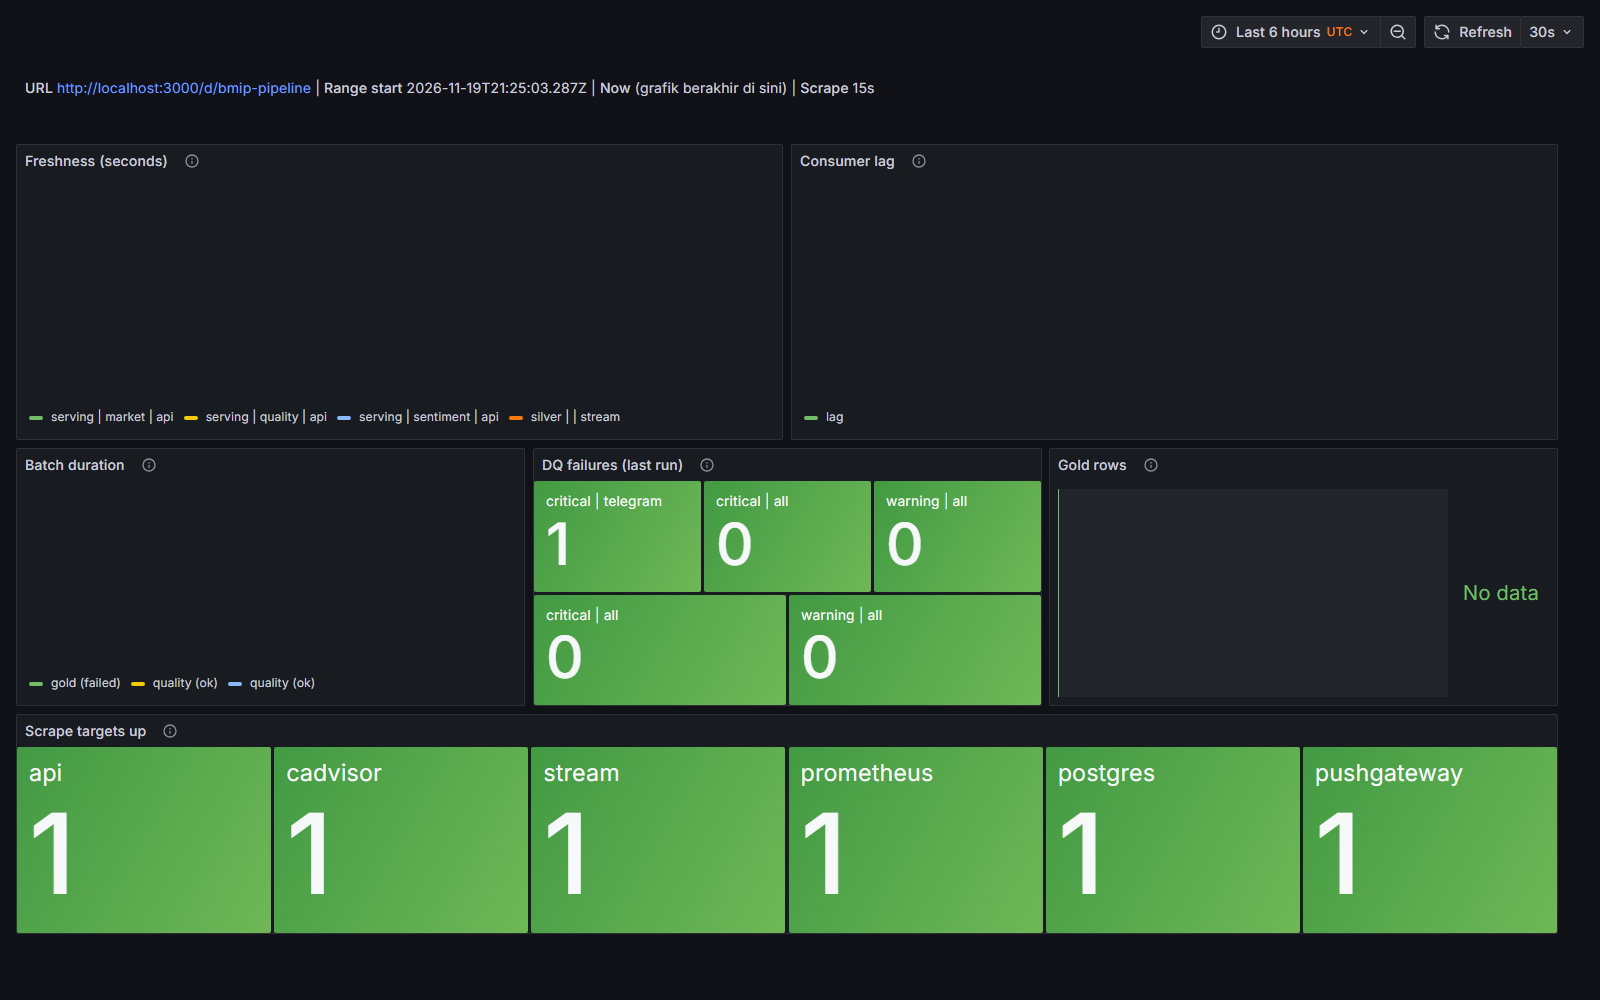 Last 6 hours UTC
Refresh 30s
URL http://localhost:3000/d/bmip-pipeline | Range start 2026-11-19T21:25:03.287Z | Now (grafik berakhir di sini) | Scrape 15s
Freshness (seconds)
serving | market | api serving | quality | api serving | sentiment | api silver | | stream
Consumer lag
lag
Batch duration
gold (failed) quality (ok) quality (ok)
DQ failures (last run)
critical | telegram
1
critical | all
0
warning | all
0
critical | all
0
warning | all
0
Gold rows
No data
Scrape targets up
api
1
cadvisor
1
stream
1
prometheus
1
postgres
1
pushgateway
1